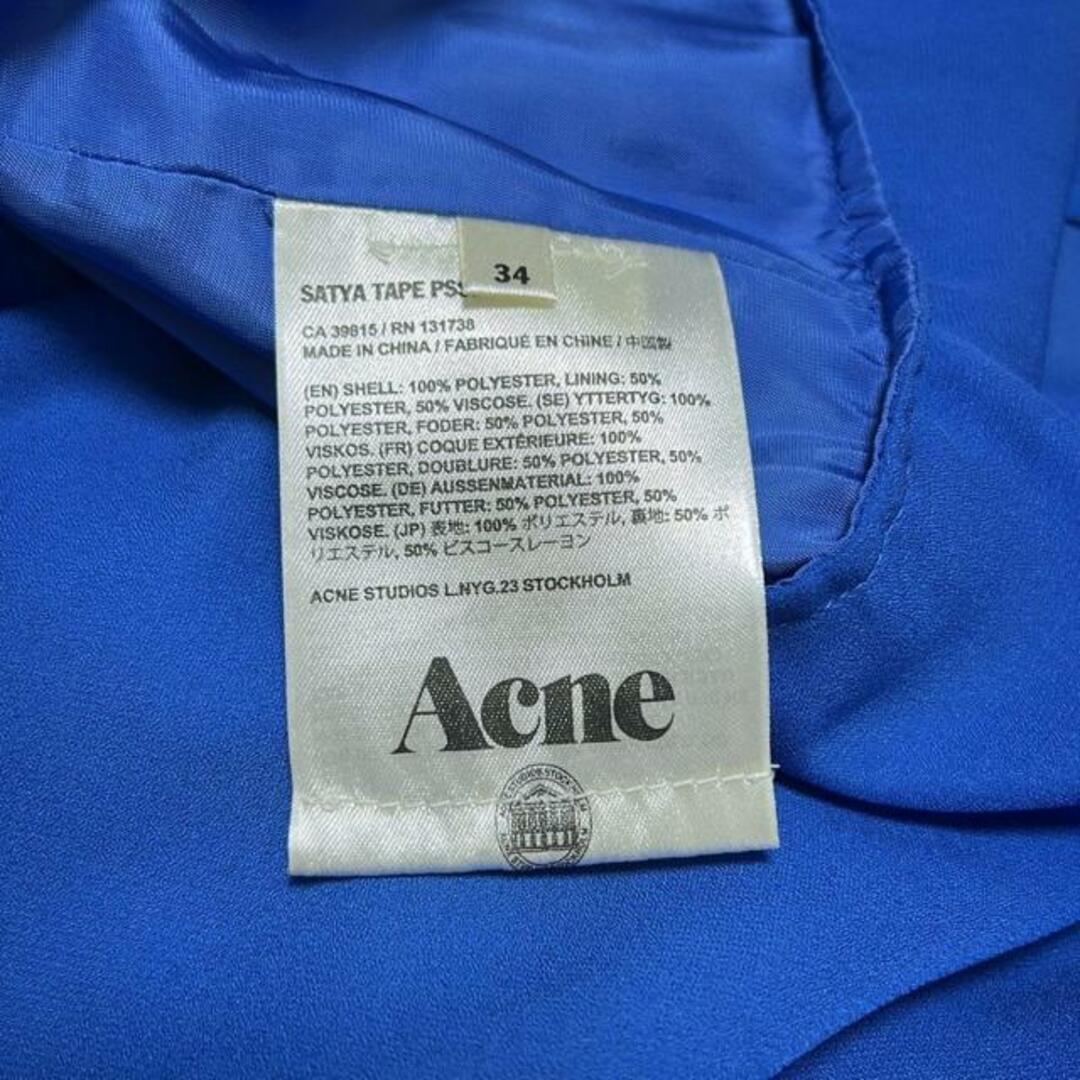 34
SATYA TAPE
CA 39815 / RN 131738
MADE IN CHINA / FABRIQUÉ EN CHINE / 中国製
(EN) SHELL: 100% POLYESTER, LINING: 50%
POLYESTER, 50% VISCOSE. (SE) YTTERTYG: 100%
POLYESTER, FODER: 50% POLYESTER, 50%
VISKOS. (FR) COQUE EXTÉRIEURE: 100%
POLYESTER, DOUBLURE: 50% POLYESTER, 50%
VISCOSE. (DE) AUSSENMATERIAL: 100%
POLYESTER, FUTTER: 50% POLYESTER, 50%
VISKOSE. (JP) 表地: 100% ポリエステル, 裏地: 50% ポ
リエステル, 50% ビスコースレーヨン
ACNE STUDIOS L.NYG.23 STOCKHOLM
Acne
ACNE STUDIOS STOCKHOLM